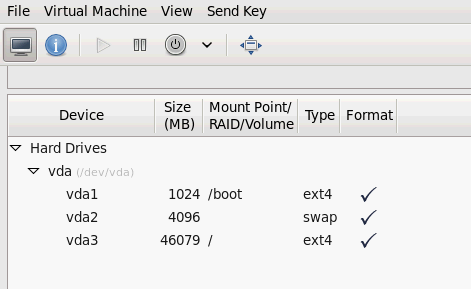 File Virtual Machine View Send Key
Device Size (MB) Mount Point/ RAID/Volume Type Format
Hard Drives
vda (/dev/vda)
vda1 1024 /boot ext4
vda2 4096 swap
vda3 46079 / ext4